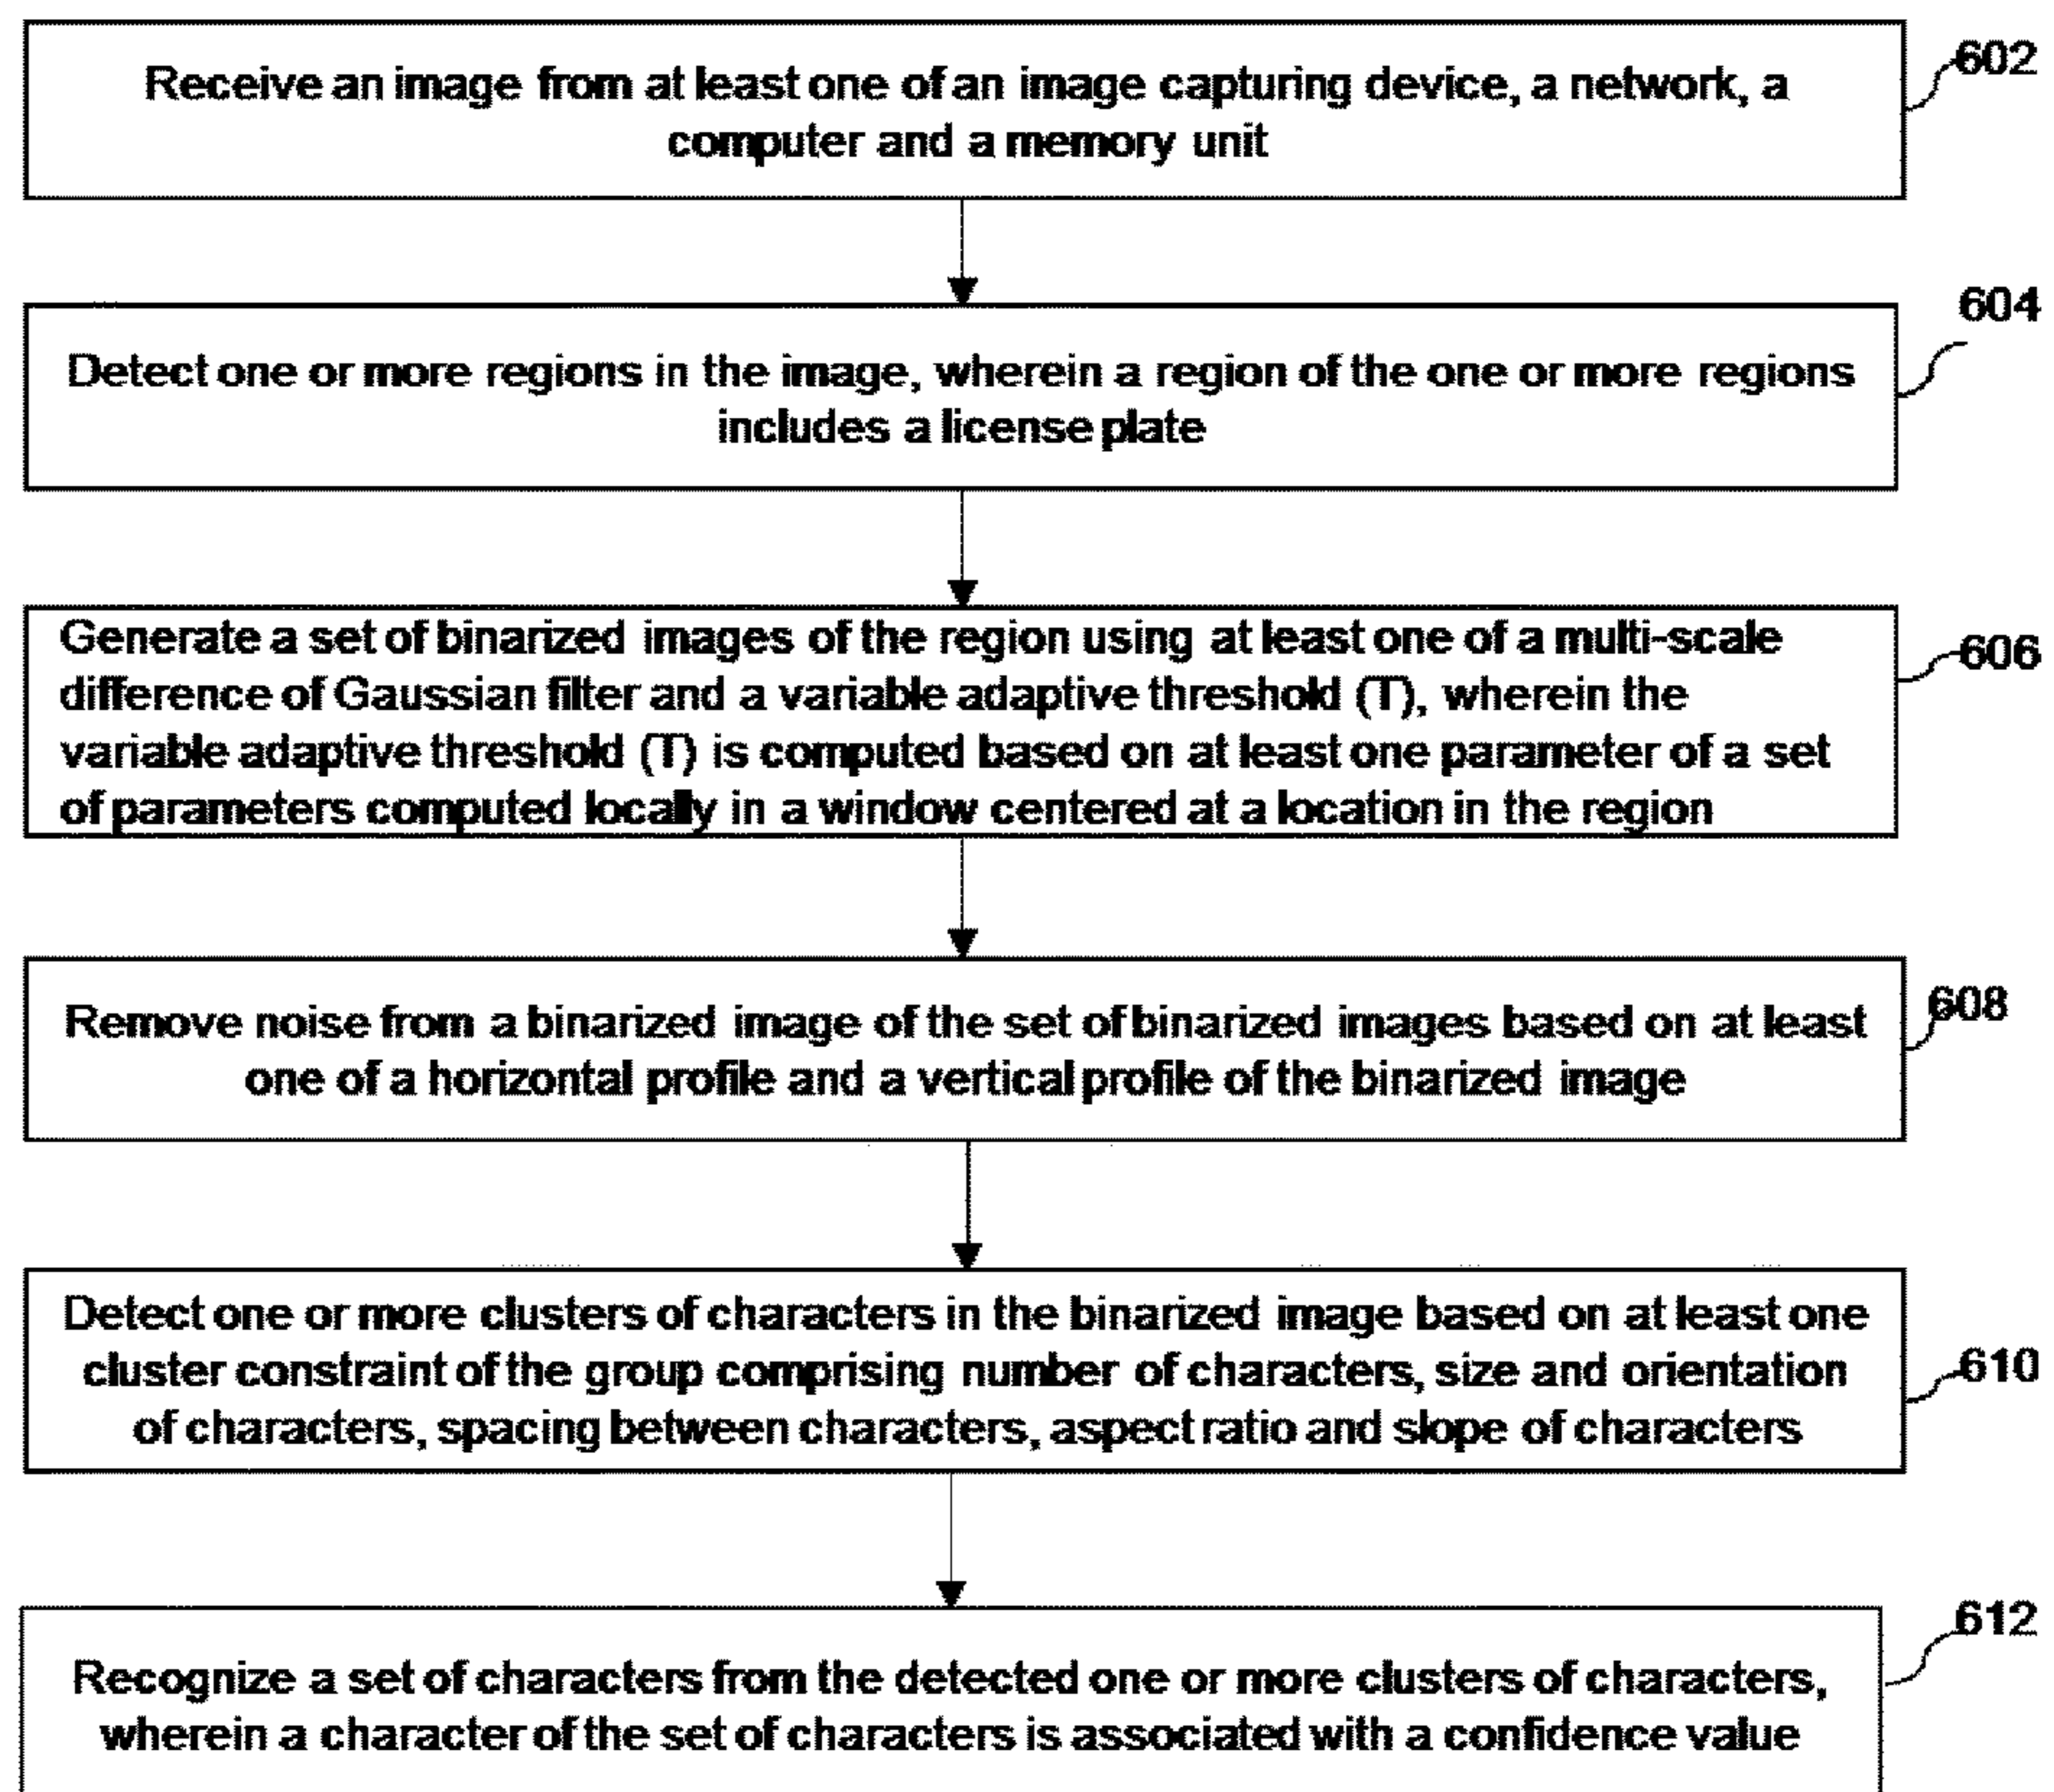 Receive an image from at least one of an image capturing device, a network, a
computer and a memory unit
602
Detect one or more regions in the image, wherein a region of the one or more regions
includes a license plate
604
Generate a set of binarized images of the region using at least one of a multi-scale
difference of Gaussian filter and a variable adaptive threshold (T), wherein the
variable adaptive threshold (T) is computed based on at least one parameter of a set
of parameters computed locally in a window centered at a location in the region
606
Remove noise from a binarized image of the set of binarized images based on at least
one of a horizontal profile and a vertical profile of the binarized image
608
Detect one or more clusters of characters in the binarized image based on at least one
cluster constraint of the group comprising number of characters, size and orientation
of characters, spacing between characters, aspect ratio and slope of characters
610
Recognize a set of characters from the detected one or more clusters of characters,
wherein a character of the set of characters is associated with a confidence value
612